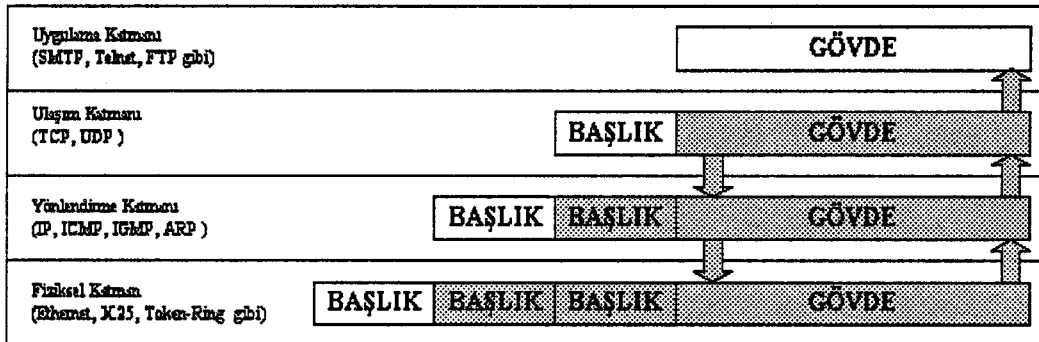 Uygulama Katmanı
(SMTP, Telnet, FTP gibi)
GÖVDE
Ulaşım Katmanı
(TCP, UDP )
BAŞLIK GÖVDE
Yönlendirme Katmanı
(IP, ICMP, IGMP, ARP )
BAŞLIK BAŞLIK GÖVDE
Fiziksel Katman
(Ethernet, X.25, Token-Ring gibi)
BAŞLIK BAŞLIK BAŞLIK GÖVDE